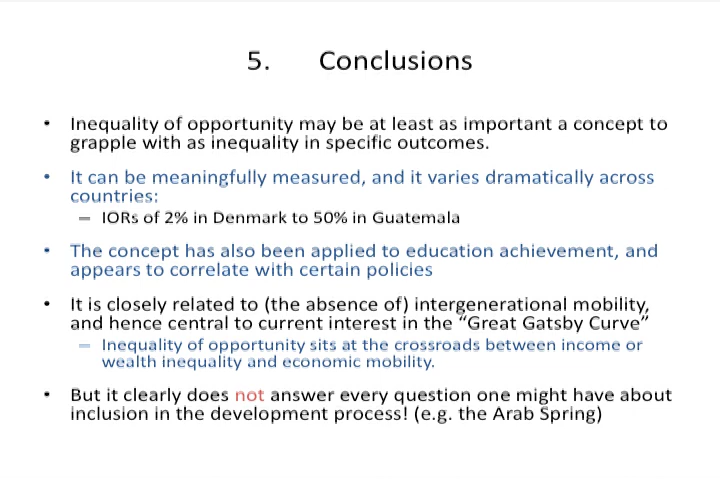 5. Conclusions
• Inequality of opportunity may be at least as important a concept to
grapple with as inequality in specific outcomes.
• It can be meaningfully measured, and it varies dramatically across
countries:
– IORs of 2% in Denmark to 50% in Guatemala
• The concept has also been applied to education achievement, and
appears to correlate with certain policies
• It is closely related to (the absence of) intergenerational mobility,
and hence central to current interest in the “Great Gatsby Curve”
– Inequality of opportunity sits at the crossroads between income or
wealth inequality and economic mobility.
• But it clearly does not answer every question one might have about
inclusion in the development process! (e.g. the Arab Spring)